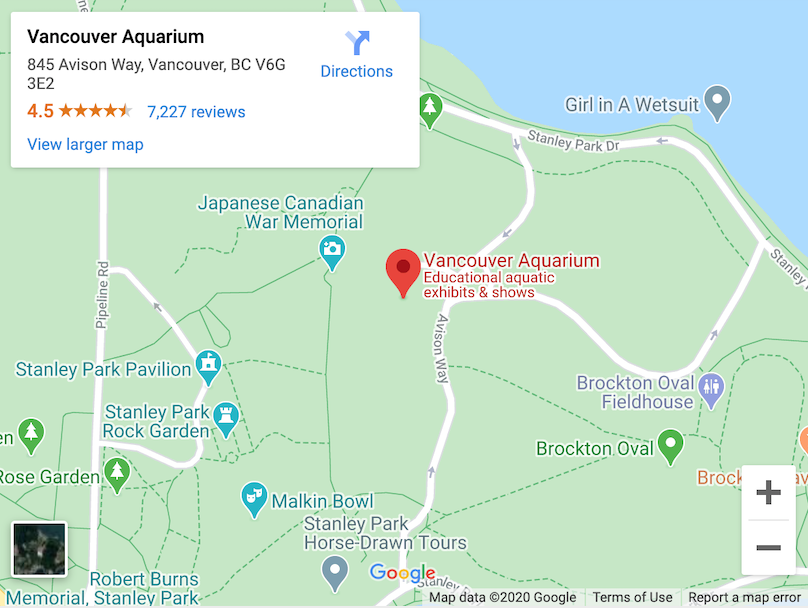 Vancouver Aquarium
845 Avison Way, Vancouver, BC V6G
3E2
4.5
7,227 reviews
View larger map
Directions
Girl in A Wetsuit
Stanley Park Dr
Japanese Canadian
War Memorial
Vancouver Aquarium
Educational aquatic
exhibits & shows
Stanley
Pipeline Rd
Avison Way
Stanley Park Pavilion
Brockton Oval
Fieldhouse
Stanley Park
Rock Garden
en
Brockton Oval
Rose Garden
Malkin Bowl
Stanley Park
Horse-Drawn Tours
Robert Burns
Memorial, Stanley Park
Google
Stanley
Map data ©2020 Google
Terms of Use
Report a map error